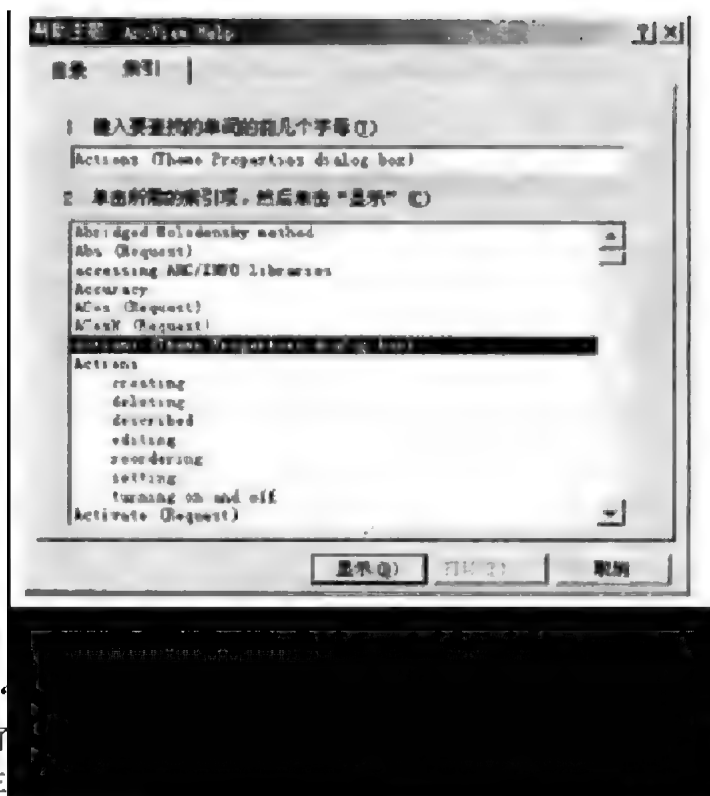 帮助主题: ArcView Help
目录 索引
1 键入要查找的单词的前几个字母(T)
Actions (Theme Properties dialog box)
2 单击所需的索引项，然后单击“显示”(C)
Abridged Molodensky method
Abs (Request)
accessing ARC/INFO libraries
Accuracy
ACos (Request)
ACosH (Request)
Actions (Theme Properties dialog box)
Actions
creating
deleting
described
editing
reordering
setting
turning on and off
Activate (Request)
显示(D) 打印(P) 取消